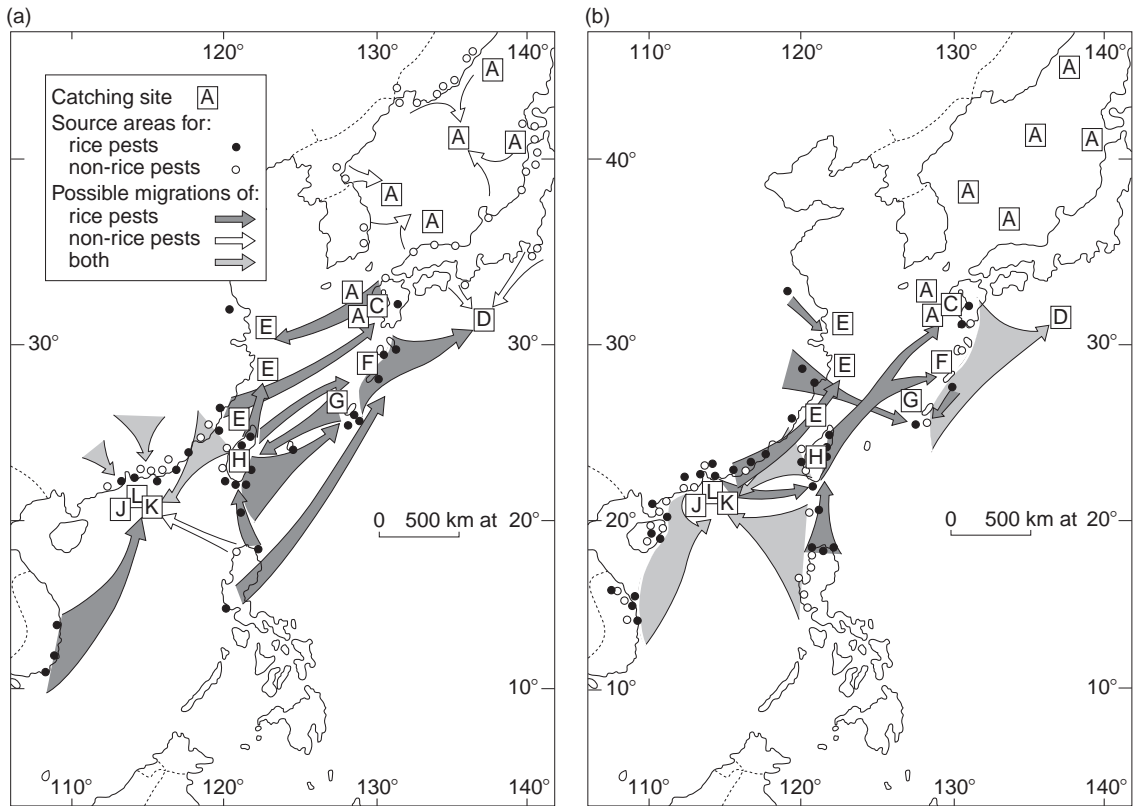 (a)
120° 130° 140°
Catching site A
Source areas for:
rice pests
non-rice pests
Possible migrations of:
rice pests
non-rice pests
both
40°
30°
20°
10°
A
A
A
A
A
A
A
C
D
E
E
E
F
G
H
L
J
K
0 500 km at
110° 120° 130° 140°
(b)
110° 120° 130° 140°
40°
30° 30°
20° 20°
10° 10°
A
A
A
A
A
A
A
C
D
E
E
E
F
G
H
L
J
K
0 500 km at
110° 120° 130° 140°